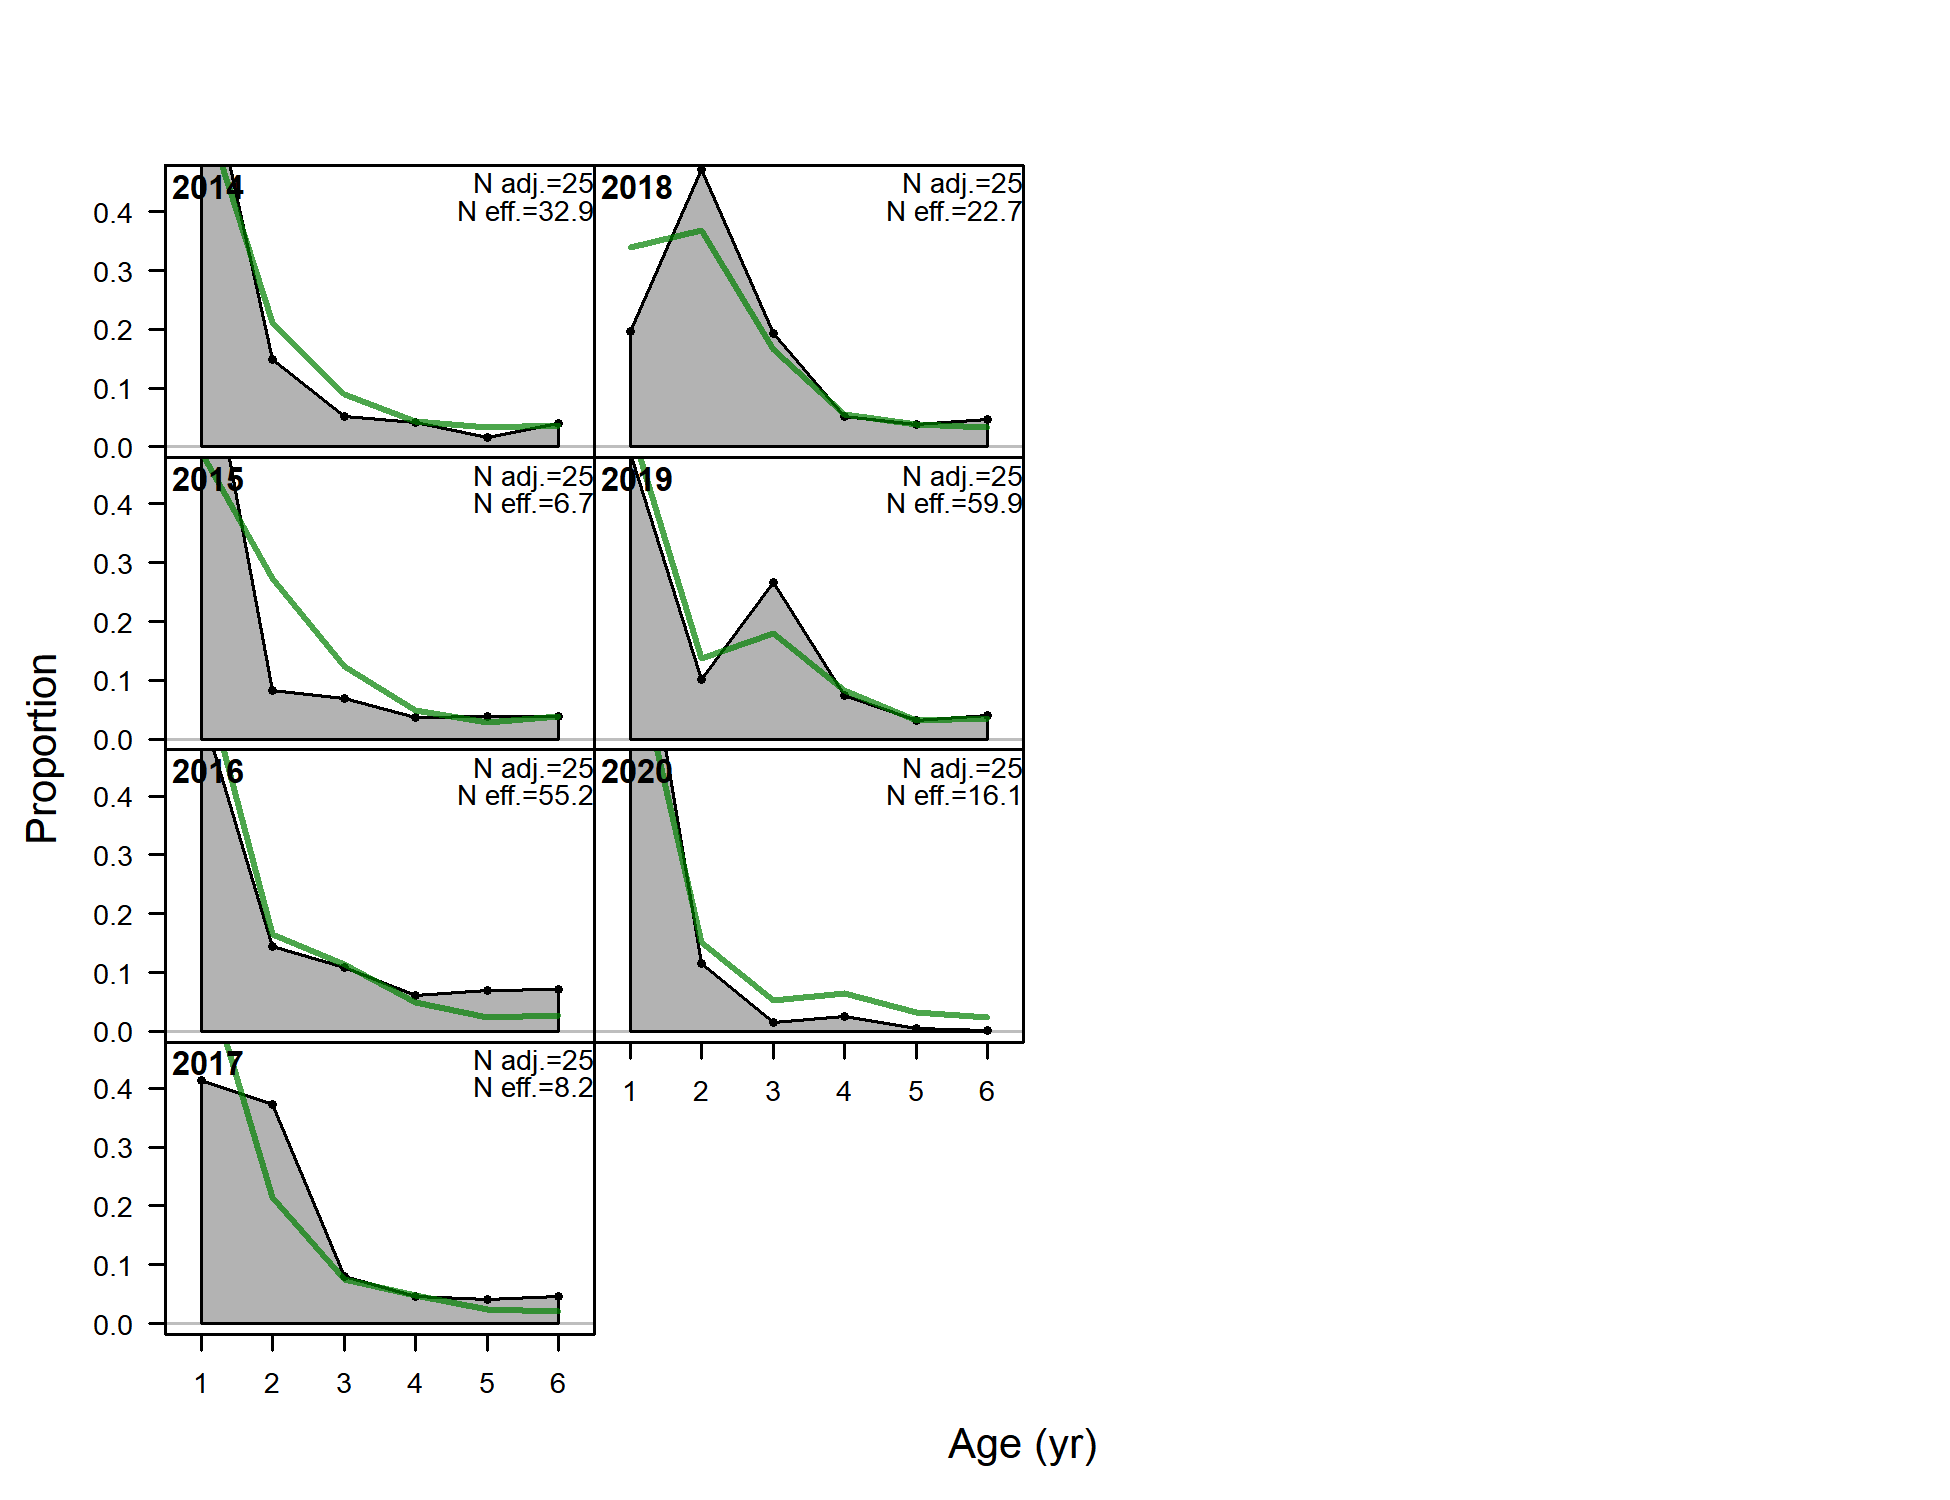 2014
N adj.=25
N eff.=32.9
0.4
0.3
0.2
0.1
0.0
2018
N adj.=25
N eff.=22.7
2015
N adj.=25
N eff.=6.7
0.4
0.3
0.2
0.1
0.0
2019
N adj.=25
N eff.=59.9
2016
N adj.=25
N eff.=55.2
0.4
0.3
0.2
0.1
0.0
2020
N adj.=25
N eff.=16.1
1 2 3 4 5 6
2017
N adj.=25
N eff.=8.2
0.4
0.3
0.2
0.1
0.0
1 2 3 4 5 6
Proportion
Age (yr)